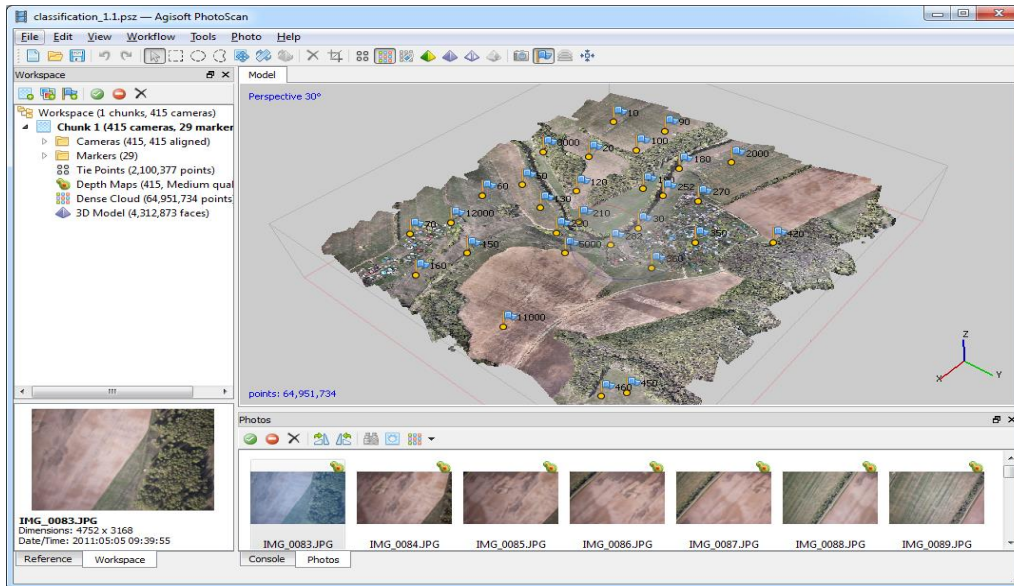 classification_1.1.psz — Agisoft PhotoScan
File Edit View Workflow Tools Photo Help
Workspace
Model
Workspace (1 chunks, 415 cameras)
Chunk 1 (415 cameras, 29 marker
Cameras (415, 415 aligned)
Markers (29)
Tie Points (2,100,377 points)
Depth Maps (415, Medium qual
Dense Cloud (64,951,734 points
3D Model (4,312,873 faces)
Perspective 30°
10
90
3000
20
100
180
2000
50
60
120
252
270
130
12000
210
30
70
150
5000
350
420
160
11000
460
450
Z
X
Y
points: 64,951,734
IMG_0083.JPG
Dimensions: 4752 x 3168
Date/Time: 2011:05:05 09:39:55
Reference Workspace
Photos
IMG_0083.JPG IMG_0084.JPG IMG_0085.JPG IMG_0086.JPG IMG_0087.JPG IMG_0088.JPG IMG_0089.JPG
Console Photos